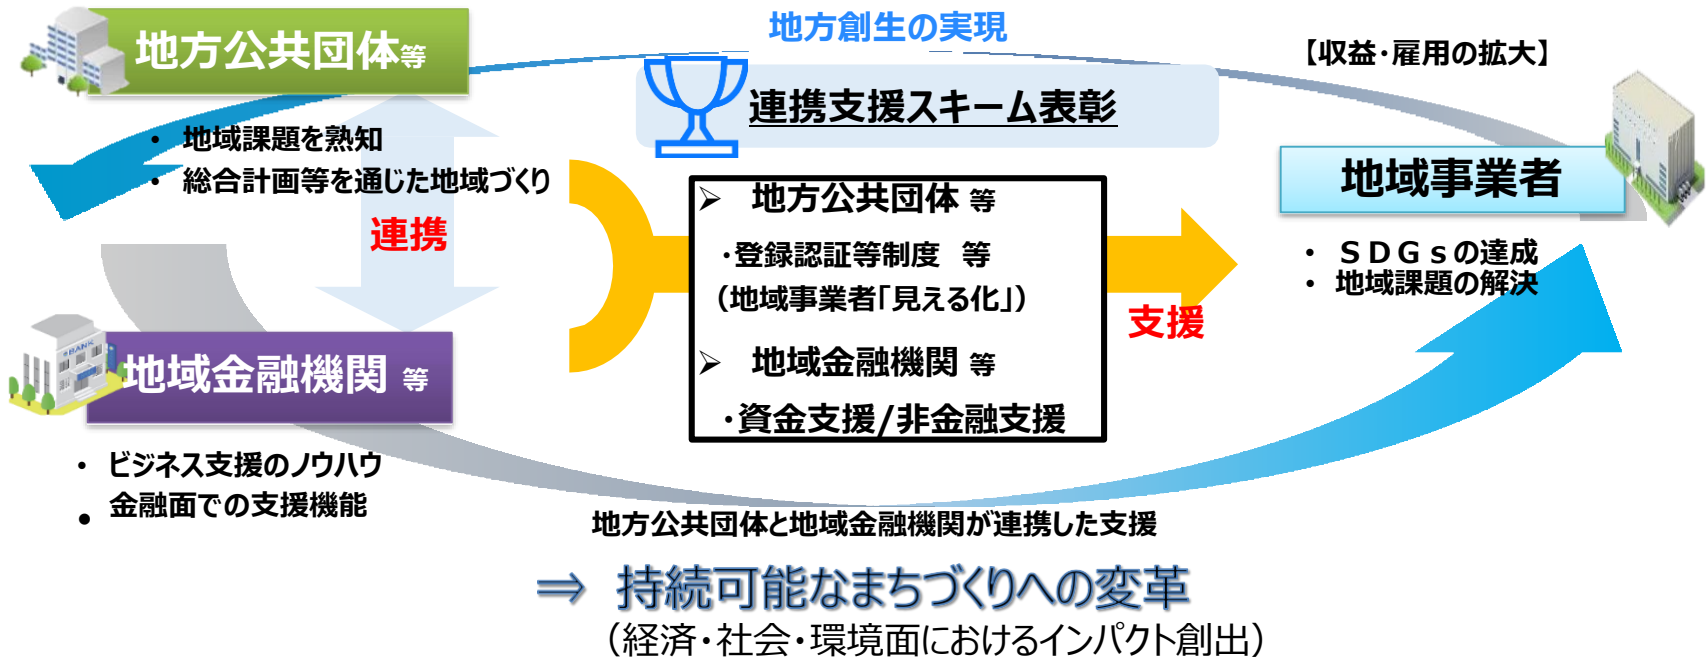 地方創生の実現
地方公共団体等
【収益・雇用の拡大】
連携支援スキーム表彰
・地域課題を熟知
・総合計画等を通じた地域づくり
連携
地域事業者
➢ 地方公共団体 等
・登録認証等制度 等
（地域事業者「見える化」）
・ＳＤＧｓの達成
・地域課題の解決
支援
BANK
地域金融機関 等
➢ 地域金融機関 等
・資金支援/非金融支援
・ビジネス支援のノウハウ
・金融面での支援機能
地方公共団体と地域金融機関が連携した支援
⇒ 持続可能なまちづくりへの変革
（経済・社会・環境面におけるインパクト創出）